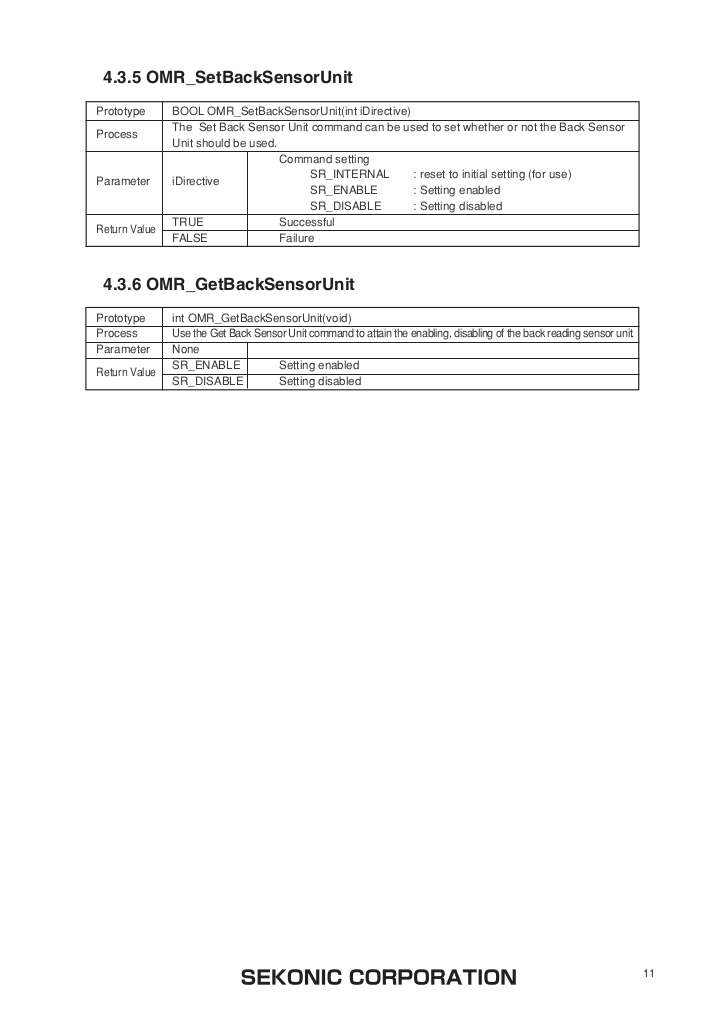 4.3.5 OMR_SetBackSensorUnit
Prototype BOOL OMR_SetBackSensorUnit(int iDirective)
Process The Set Back Sensor Unit command can be used to set whether or not the Back Sensor
Unit should be used.
Command setting
Parameter iDirective SR_INTERNAL : reset to initial setting (for use)
SR_ENABLE : Setting enabled
SR_DISABLE : Setting disabled
Return Value TRUE Successful
FALSE Failure
4.3.6 OMR_GetBackSensorUnit
Prototype int OMR_GetBackSensorUnit(void)
Process Use the Get Back Sensor Unit command to attain the enabling, disabling of the back reading sensor unit
Parameter None
Return Value SR_ENABLE Setting enabled
SR_DISABLE Setting disabled
SEKONIC CORPORATION 11